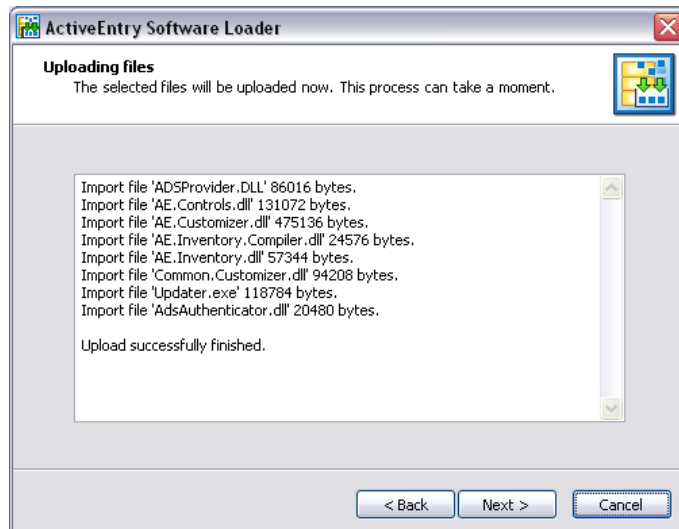 ActiveEntry Software Loader
Uploading files
The selected files will be uploaded now. This process can take a moment.
Import file 'ADSProvider.DLL' 86016 bytes.
Import file 'AE.Controls.dll' 131072 bytes.
Import file 'AE.Customizer.dll' 475136 bytes.
Import file 'AE.Inventory.Compiler.dll' 24576 bytes.
Import file 'AE.Inventory.dll' 57344 bytes.
Import file 'Common.Customizer.dll' 94208 bytes.
Import file 'Updater.exe' 118784 bytes.
Import file 'AdsAuthenticator.dll' 20480 bytes.
Upload successfully finished.
< Back Next > Cancel